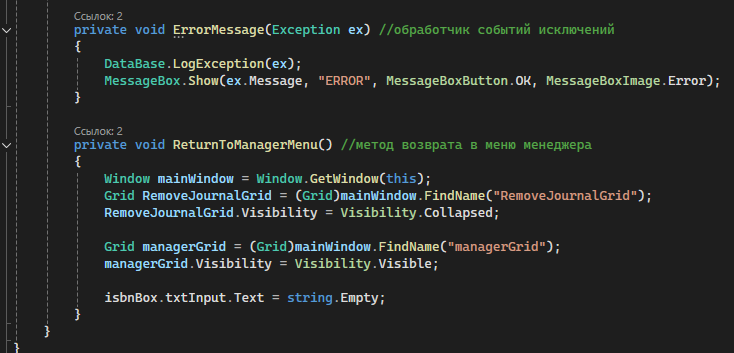 Ссылок: 2
private void ErrorMessage(Exception ex) //обработчик событий исключений
{
DataBase.LogException(ex);
MessageBox.Show(ex.Message, "ERROR", MessageBoxButton.OK, MessageBoxImage.Error);
}
Ссылок: 2
private void ReturnToManagerMenu() //метод возврата в меню менеджера
{
Window mainWindow = Window.GetWindow(this);
Grid RemoveJournalGrid = (Grid)mainWindow.FindName("RemoveJournalGrid");
RemoveJournalGrid.Visibility = Visibility.Collapsed;
Grid managerGrid = (Grid)mainWindow.FindName("managerGrid");
managerGrid.Visibility = Visibility.Visible;
isbnBox.txtInput.Text = string.Empty;
}
}
}